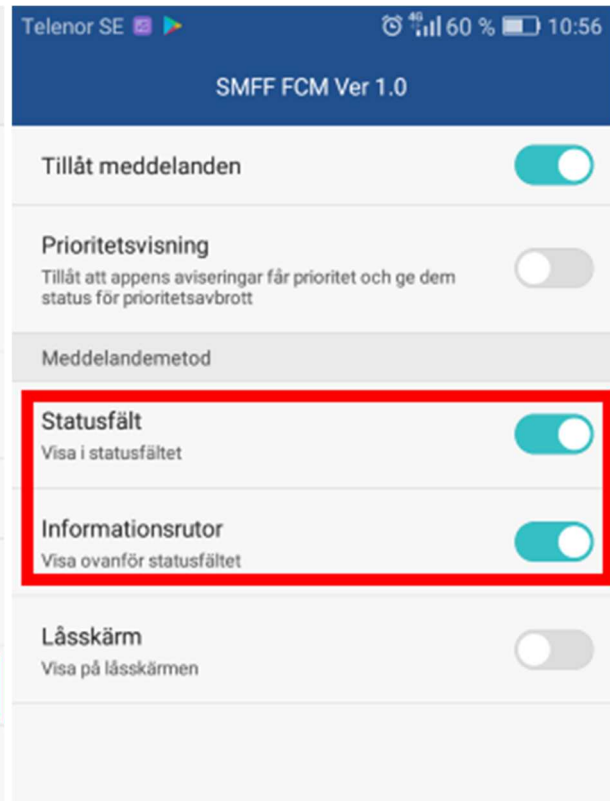 Telenor SE 4G 60 % 10:56
SMFF FCM Ver 1.0
Tillåt meddelanden
Prioritetsvisning
Tillåt att appens aviseringar får prioritet och ge dem
status för prioritetsavbrott
Meddelandemetod
Statusfält
Visa i statusfältet
Informationsrutor
Visa ovanför statusfältet
Låsskärm
Visa på låsskärmen